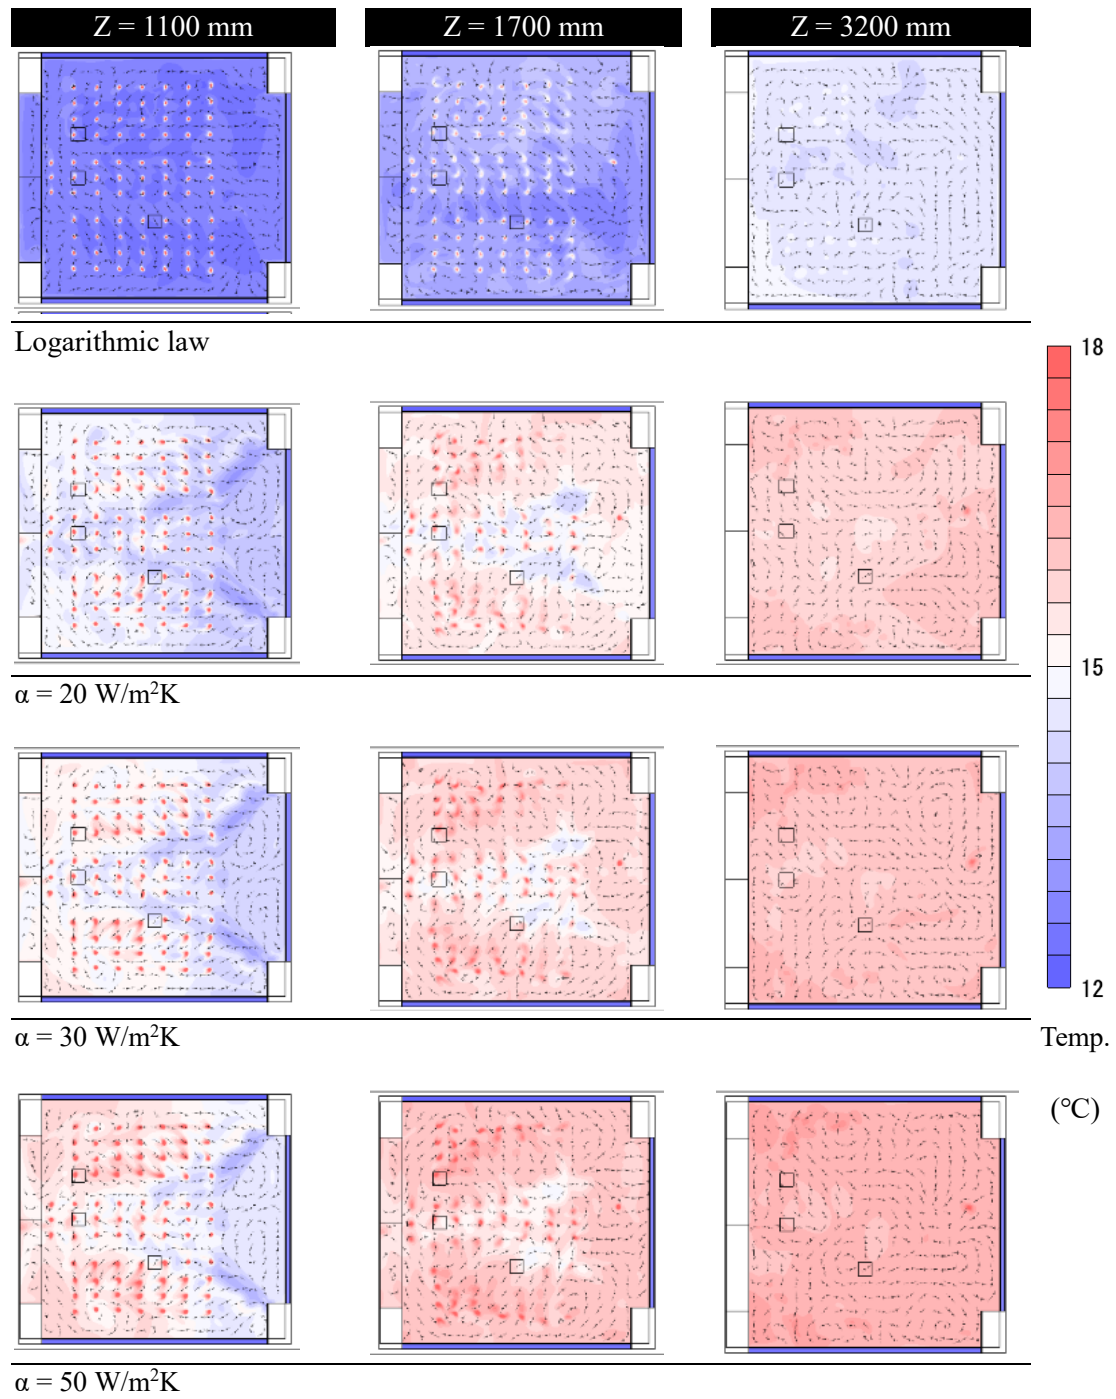 Z = 1100 mm
Z = 1700 mm
Z = 3200 mm
Logarithmic law
18
α = 20 W/m²K
15
α = 30 W/m²K
12
Temp.
(℃)
α = 50 W/m²K